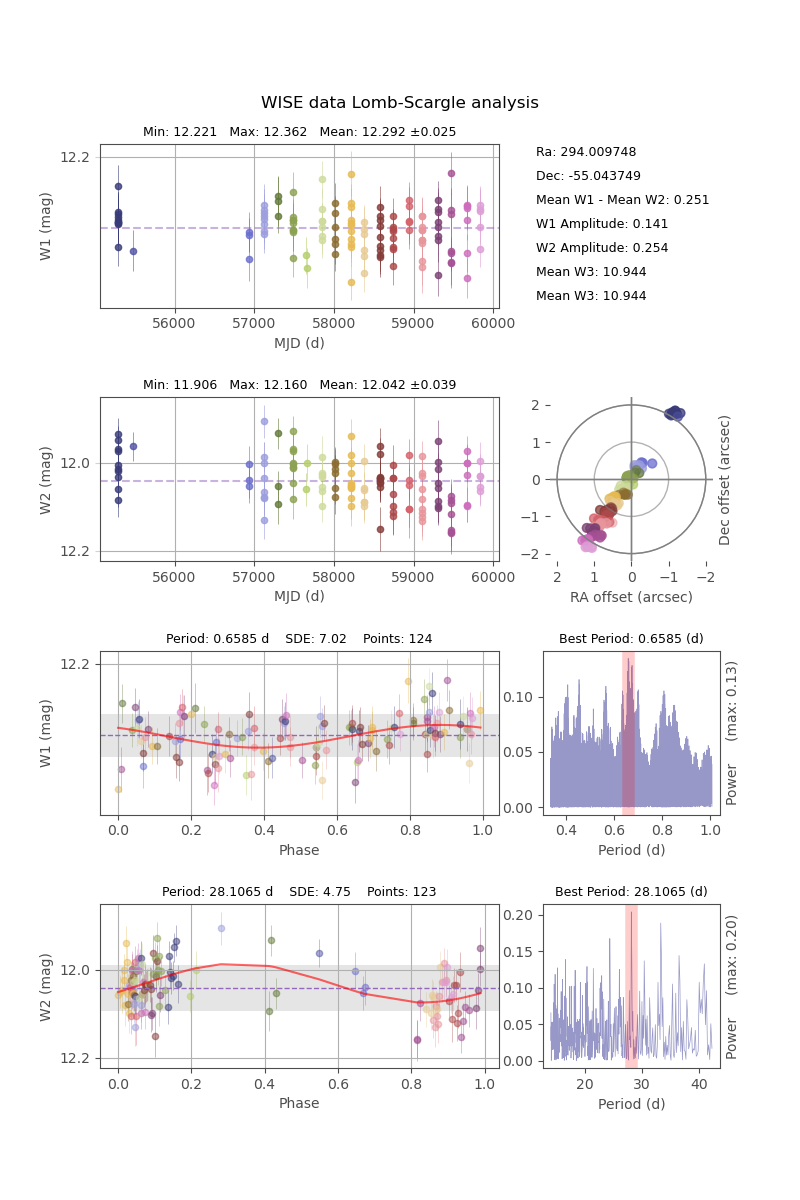 WISE data Lomb-Scargle analysis
Min: 12.221   Max: 12.362   Mean: 12.292 ±0.025
12.2
W1 (mag)
56000 57000 58000 59000 60000
MJD (d)
Ra: 294.009748
Dec: -55.043749
Mean W1 - Mean W2: 0.251
W1 Amplitude: 0.141
W2 Amplitude: 0.254
Mean W3: 10.944
Mean W3: 10.944
Min: 11.906   Max: 12.160   Mean: 12.042 ±0.039
12.0
12.2
W2 (mag)
56000 57000 58000 59000 60000
MJD (d)
2
1
0
−1
−2
2 1 0 −1 −2
RA offset (arcsec)
Dec offset (arcsec)
Period: 0.6585 d    SDE: 7.02    Points: 124
12.2
W1 (mag)
0.0 0.2 0.4 0.6 0.8 1.0
Phase
Best Period: 0.6585 (d)
0.10
0.05
0.00
0.4 0.6 0.8 1.0
Period (d)
Power    (max: 0.13)
Period: 28.1065 d    SDE: 4.75    Points: 123
12.0
12.2
W2 (mag)
0.0 0.2 0.4 0.6 0.8 1.0
Phase
Best Period: 28.1065 (d)
0.20
0.15
0.10
0.05
0.00
20 30 40
Period (d)
Power    (max: 0.20)